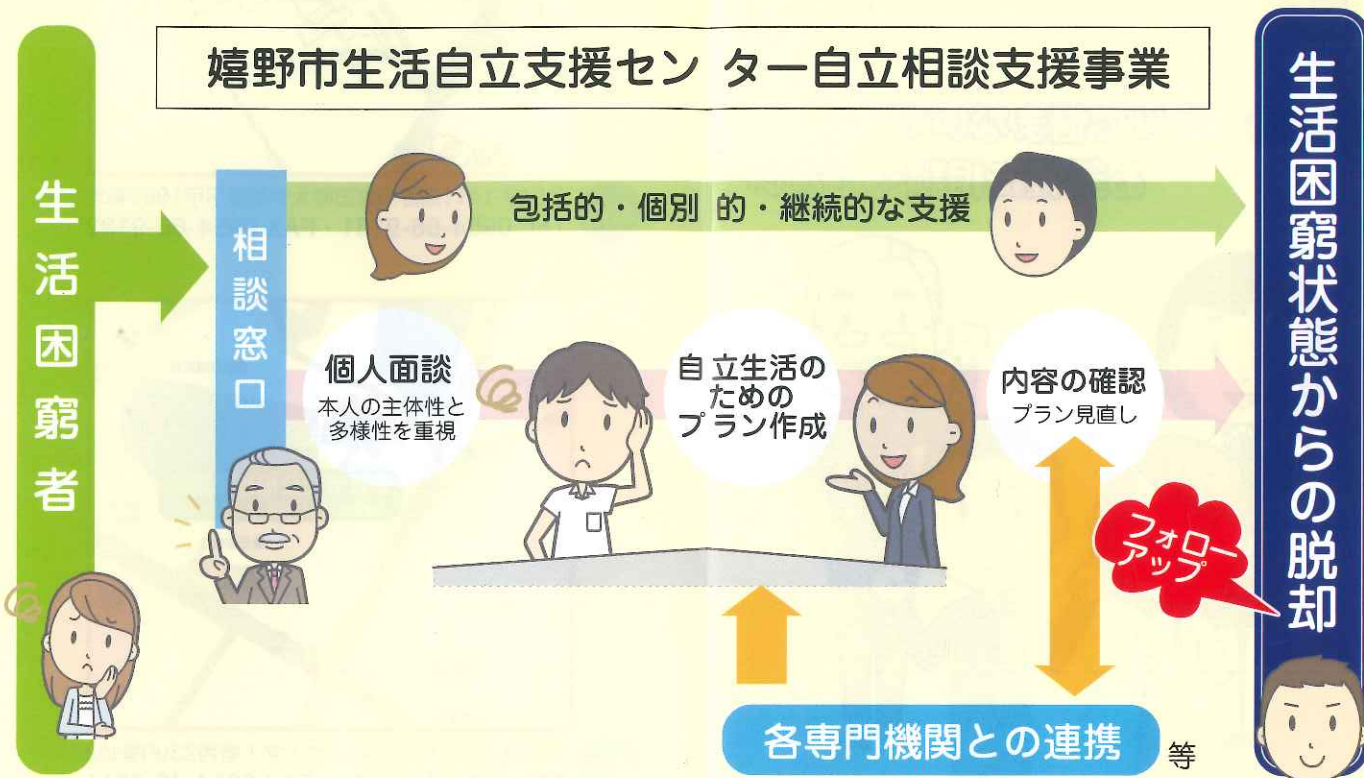 嬉野市生活自立支援センター自立相談支援事業
生活困窮者
相談窓口
包括的・個別的・継続的な支援
個人面談
本人の主体性と
多様性を重視
自立生活の
ための
プラン作成
内容の確認
プラン見直し
フォロー
アップ
各専門機関との連携
等
生活困窮状態からの脱却